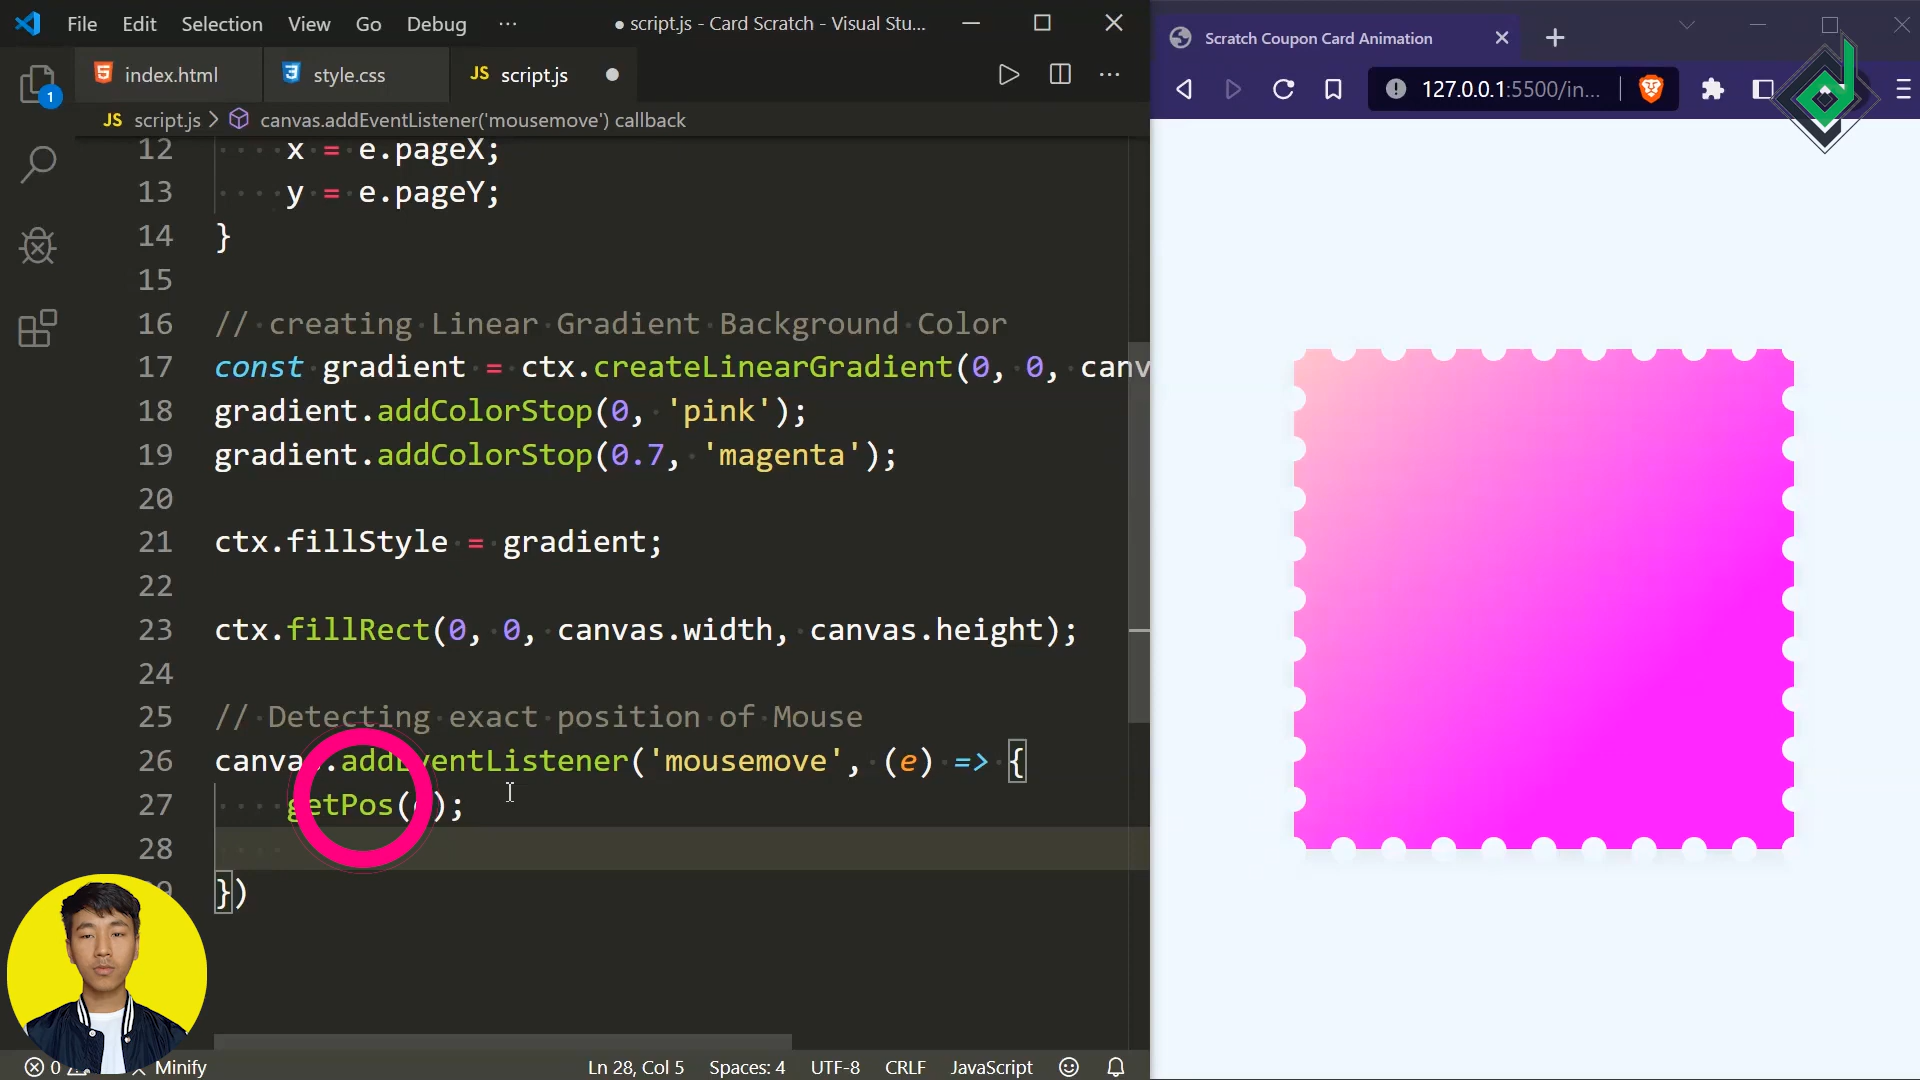 File Edit Selection View Go Debug ··· ● script.js - Card Scratch - Visual Stu...
index.html style.css JS script.js ●
JS script.js > canvas.addEventListener('mousemove') callback
12 x = e.pageX;
13 y = e.pageY;
14 }
15
16 // creating Linear Gradient Background Color
17 const gradient = ctx.createLinearGradient(0, 0, canv
18 gradient.addColorStop(0, 'pink');
19 gradient.addColorStop(0.7, 'magenta');
20
21 ctx.fillStyle = gradient;
22
23 ctx.fillRect(0, 0, canvas.width, canvas.height);
24
25 // Detecting exact position of Mouse
26 canvas.addEventListener('mousemove', (e) => {
27 getPos(e);
28
})
0 Minify Ln 28, Col 5 Spaces: 4 UTF-8 CRLF JavaScript
Scratch Coupon Card Animation
127.0.0.1:5500/in...
1